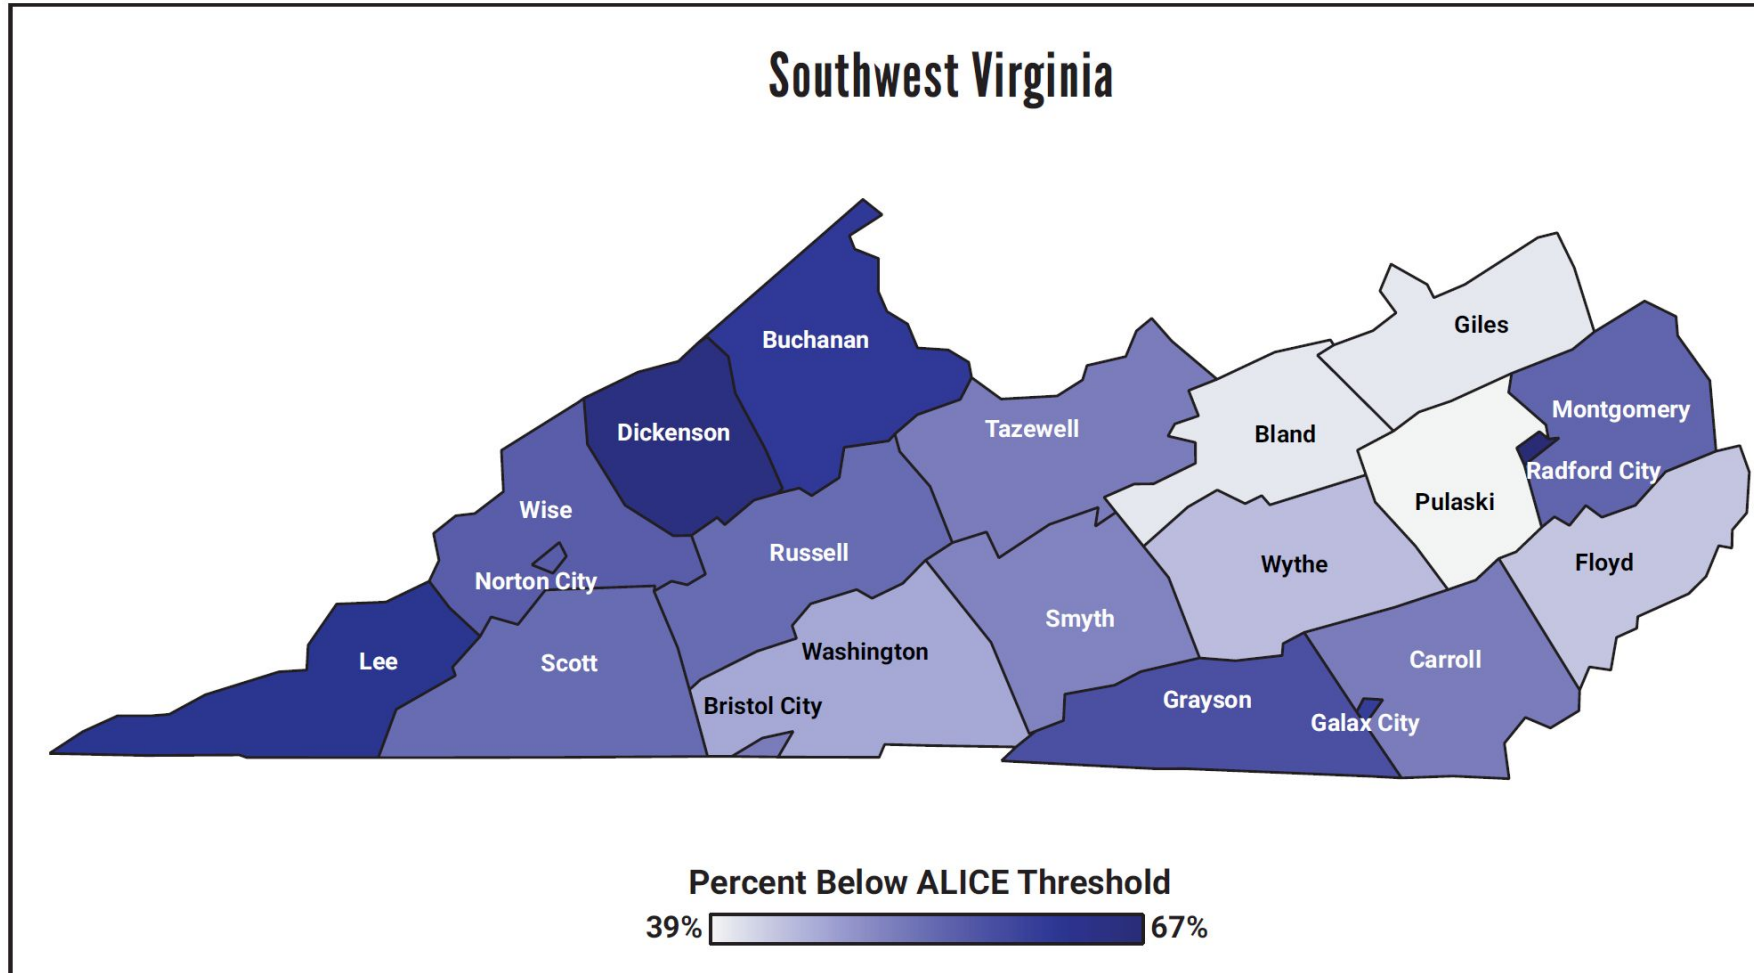 Southwest Virginia
Buchanan
Giles
Montgomery
Dickenson
Tazewell
Bland
Radford City
Pulaski
Wise
Russell
Wythe
Floyd
Norton City
Smyth
Washington
Carroll
Lee
Scott
Grayson
Bristol City
Galax City
Percent Below ALICE Threshold
39% 67%